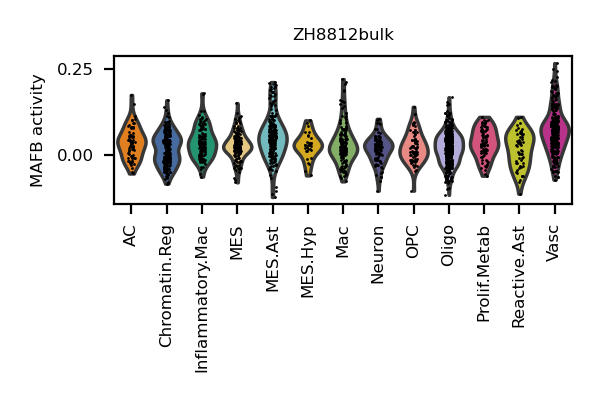 ZH8812bulk
MAFB activity
0.25
0.00
AC
Chromatin.Reg
Inflammatory.Mac
MES
MES.Ast
MES.Hyp
Mac
Neuron
OPC
Oligo
Prolif.Metab
Reactive.Ast
Vasc